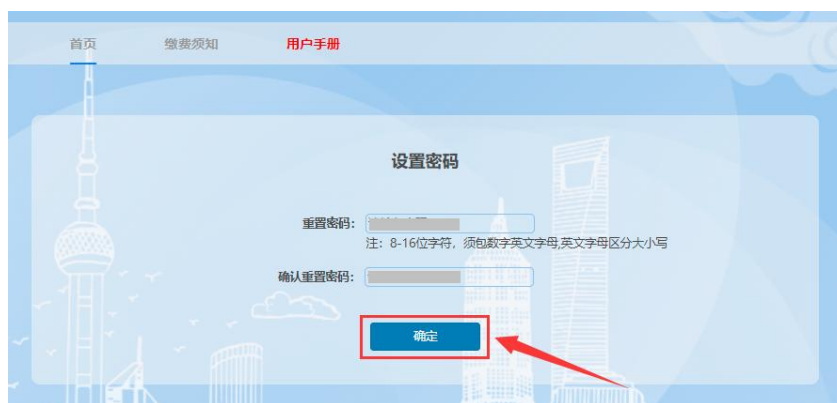 首页 缴费须知 用户手册
设置密码
重置密码：
注：8-16位字符，须包数字英文字母,英文字母区分大小写
确认重置密码：
确定